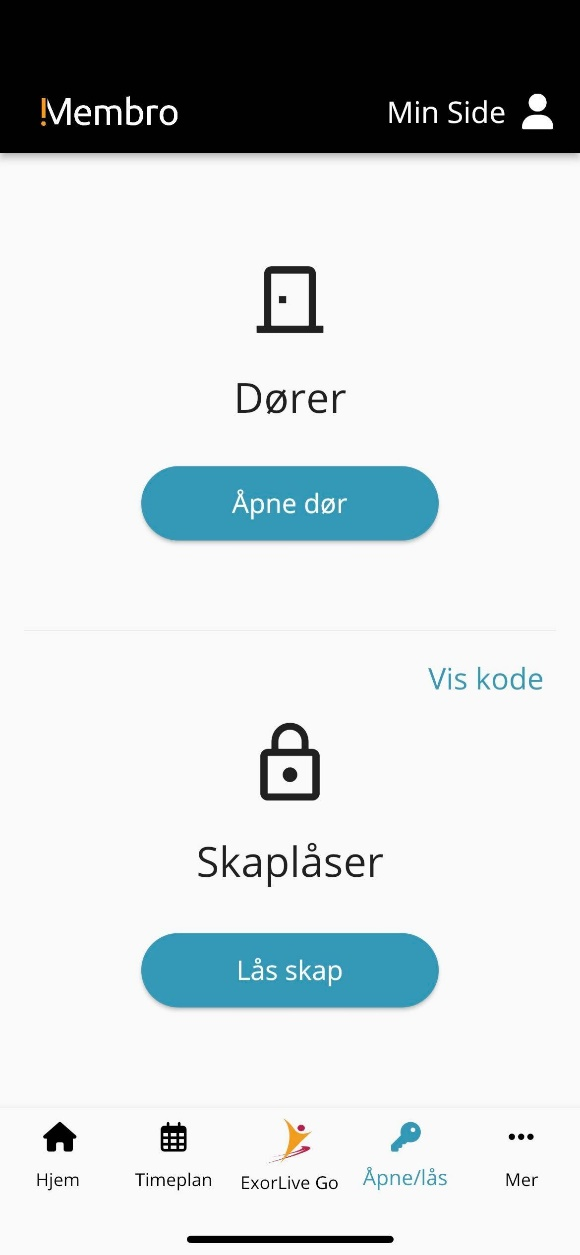 !Membro
Min Side
Dører
Åpne dør
Vis kode
Skaplåser
Lås skap
Hjem
Timeplan
ExorLive Go
Åpne/lås
Mer